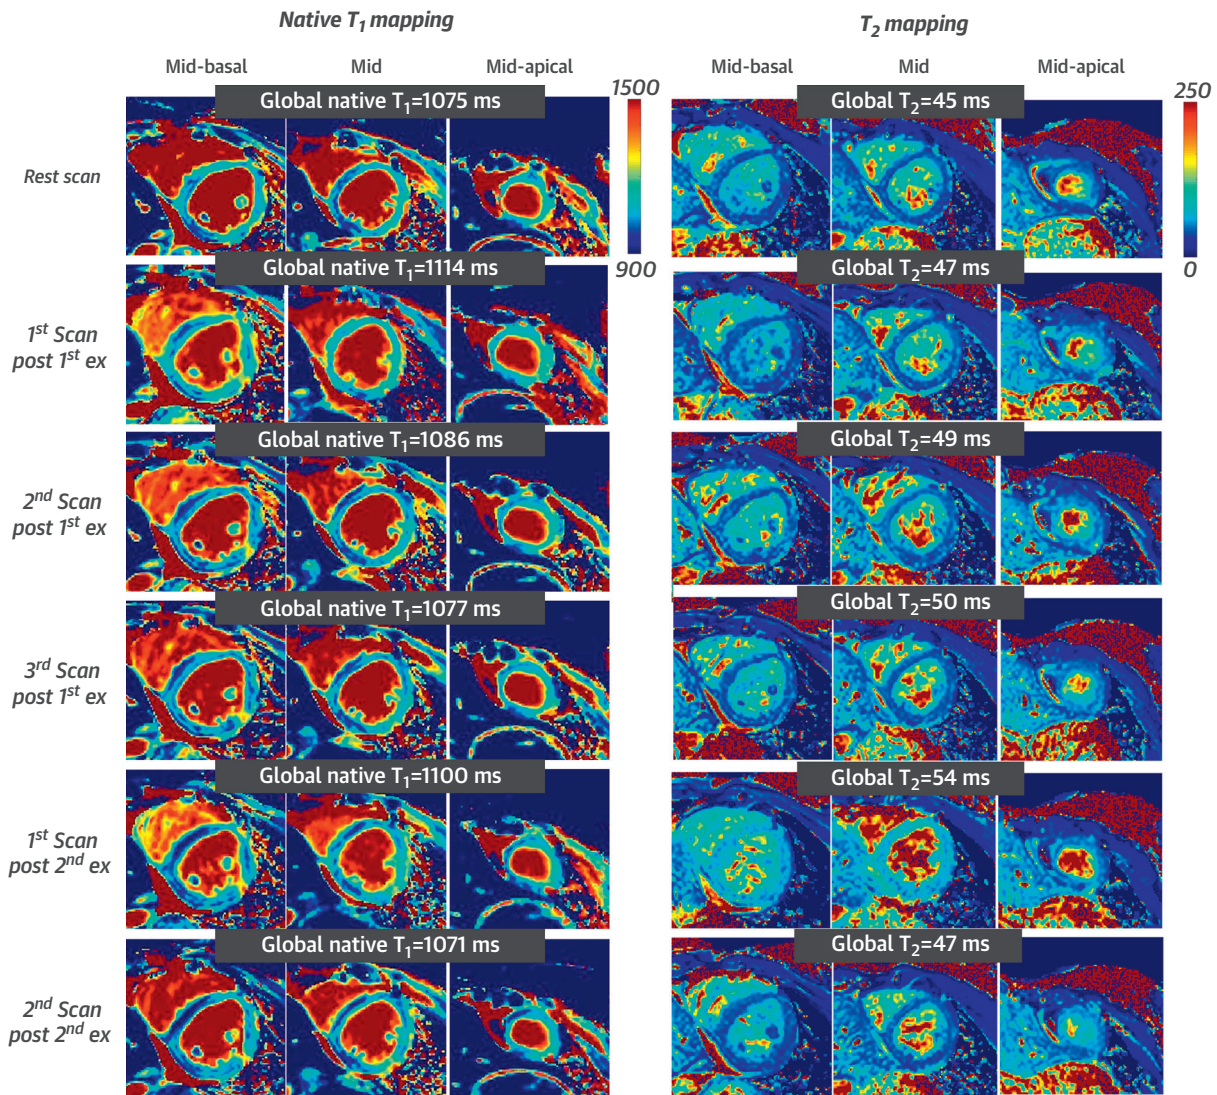 Native T1 mapping
T2 mapping
Mid-basal Mid Mid-apical
Mid-basal Mid Mid-apical
Rest scan
Global native T1=1075 ms
1500
900
Global T2=45 ms
250
0
1st Scan
post 1st ex
Global native T1=1114 ms
Global T2=47 ms
2nd Scan
post 1st ex
Global native T1=1086 ms
Global T2=49 ms
3rd Scan
post 1st ex
Global native T1=1077 ms
Global T2=50 ms
1st Scan
post 2nd ex
Global native T1=1100 ms
Global T2=54 ms
2nd Scan
post 2nd ex
Global native T1=1071 ms
Global T2=47 ms